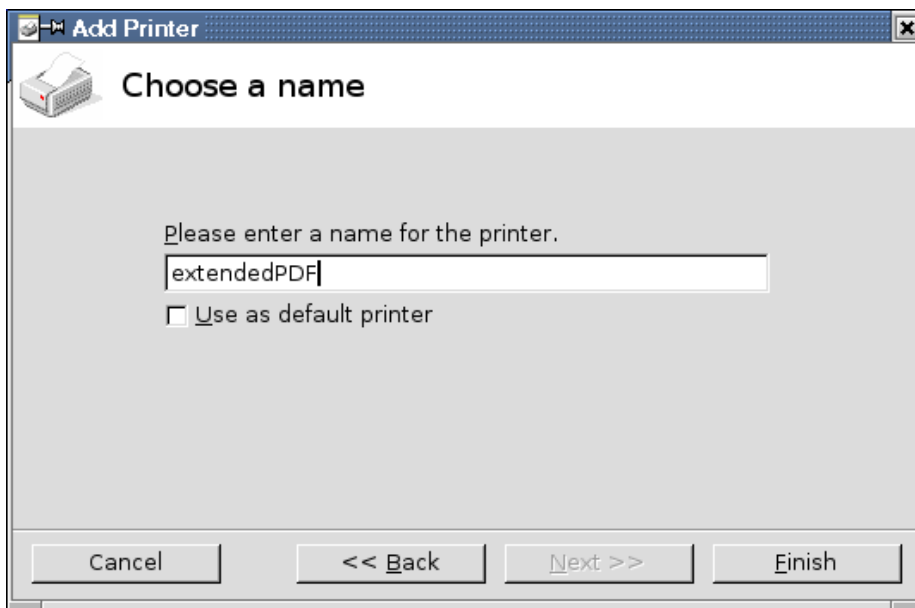 Add Printer
Choose a name
Please enter a name for the printer.
extendedPDF
Use as default printer
Cancel
<< Back
Next >>
Finish